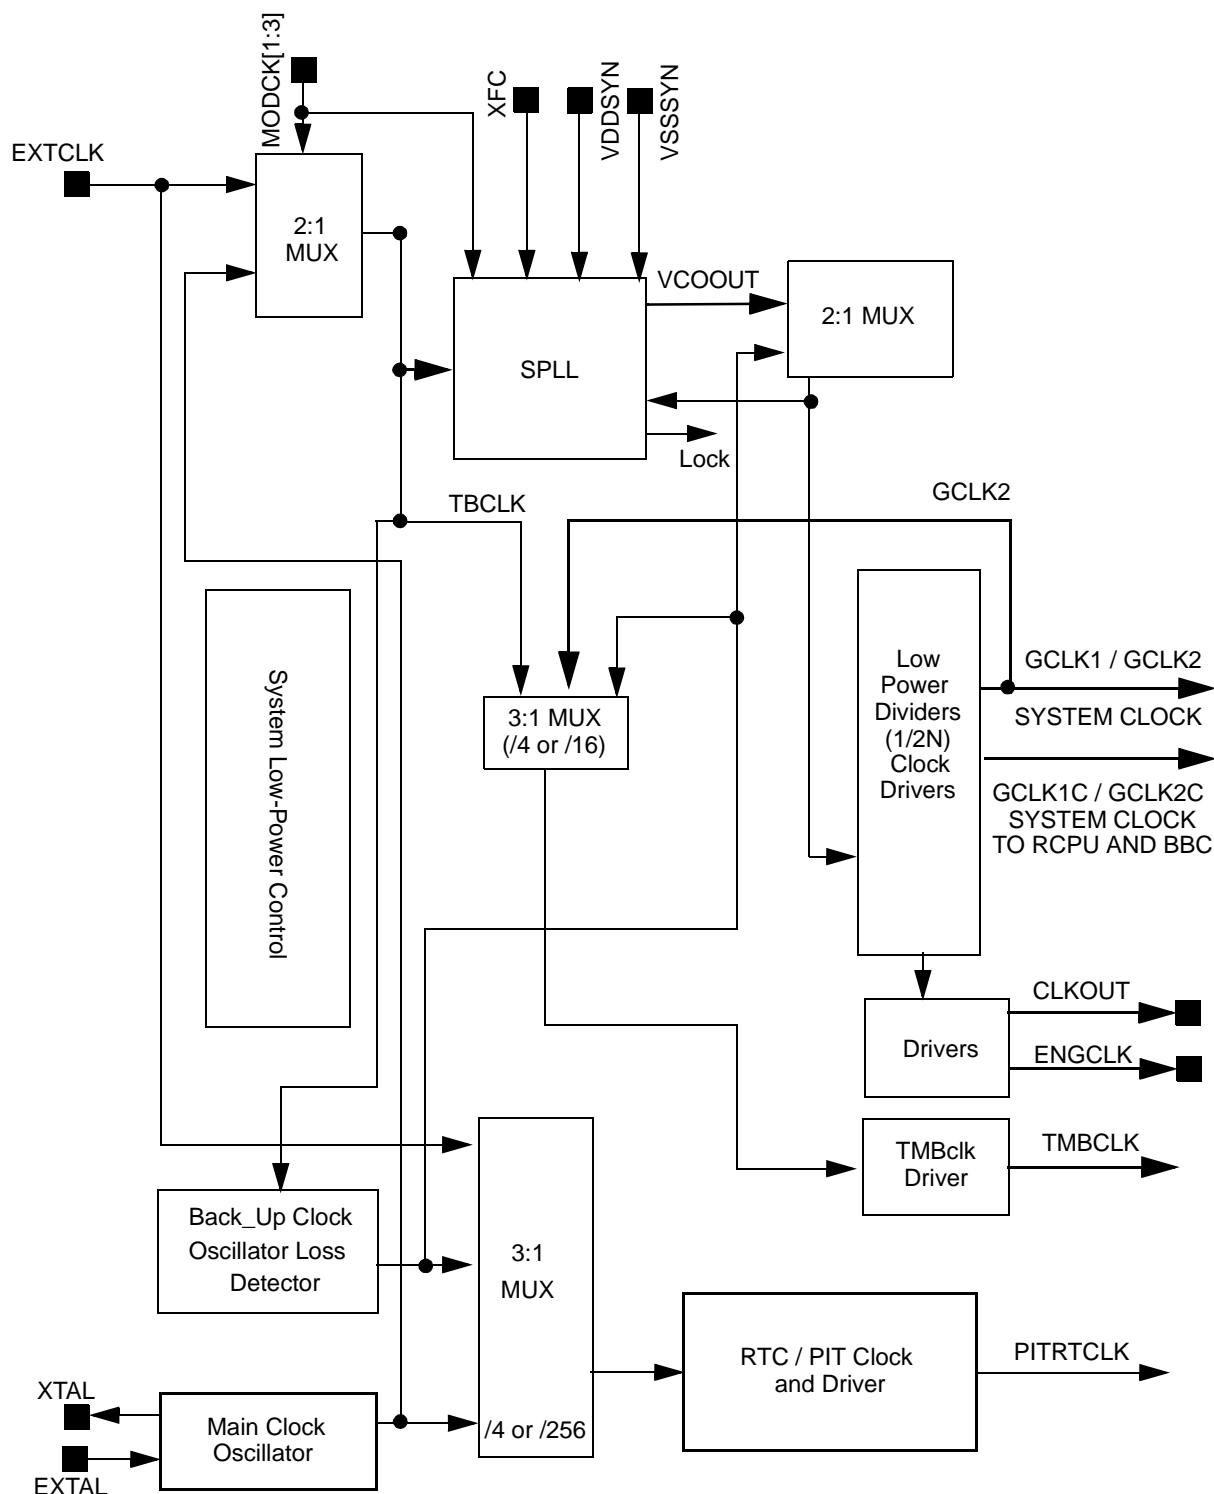 MODCK[1:3]
XFC
VDDSYN
VSSSYN
EXTCLK
2:1
MUX
VCOOUT
2:1 MUX
SPLL
Lock
TBCLK
GCLK2
System Low-Power Control
3:1 MUX
(/4 or /16)
Low
Power
Dividers
(1/2N)
Clock
Drivers
GCLK1 / GCLK2
SYSTEM CLOCK
GCLK1C / GCLK2C
SYSTEM CLOCK
TO RCPU AND BBC
CLKOUT
Drivers
ENGCLK
TMBclk
Driver
TMBCLK
Back_Up Clock
Oscillator Loss
Detector
3:1
MUX
/4 or /256
RTC / PIT Clock
and Driver
PITRTCLK
XTAL
Main Clock
Oscillator
EXTAL